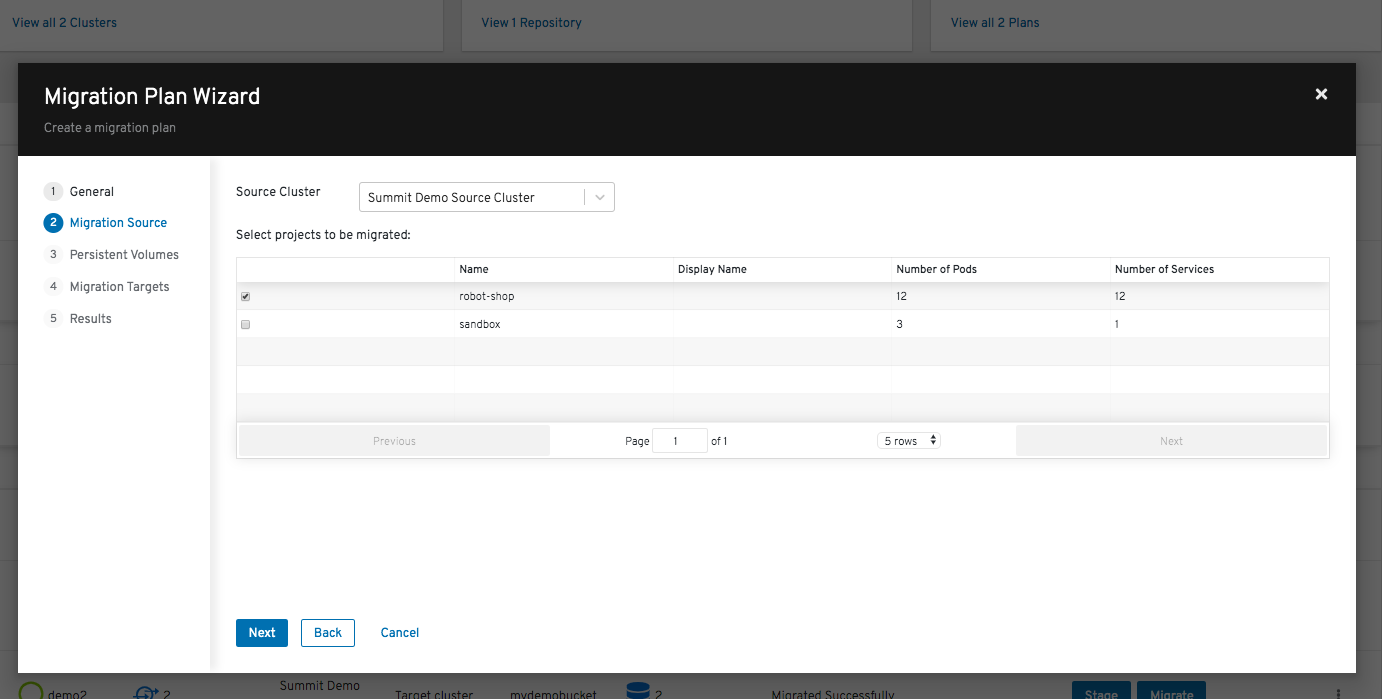 View all 2 Clusters View 1 Repository View all 2 Plans
Migration Plan Wizard
Create a migration plan
1 General
2 Migration Source
3 Persistent Volumes
4 Migration Targets
5 Results
Source Cluster Summit Demo Source Cluster
Select projects to be migrated:
Name Display Name Number of Pods Number of Services
robot-shop 12 12
sandbox 3 1
Previous Page 1 of 1 5 rows Next
Next Back Cancel
Summit Demo
demo2 2 Target cluster mydemobucket 2 Migrated Successfully Stage Migrate